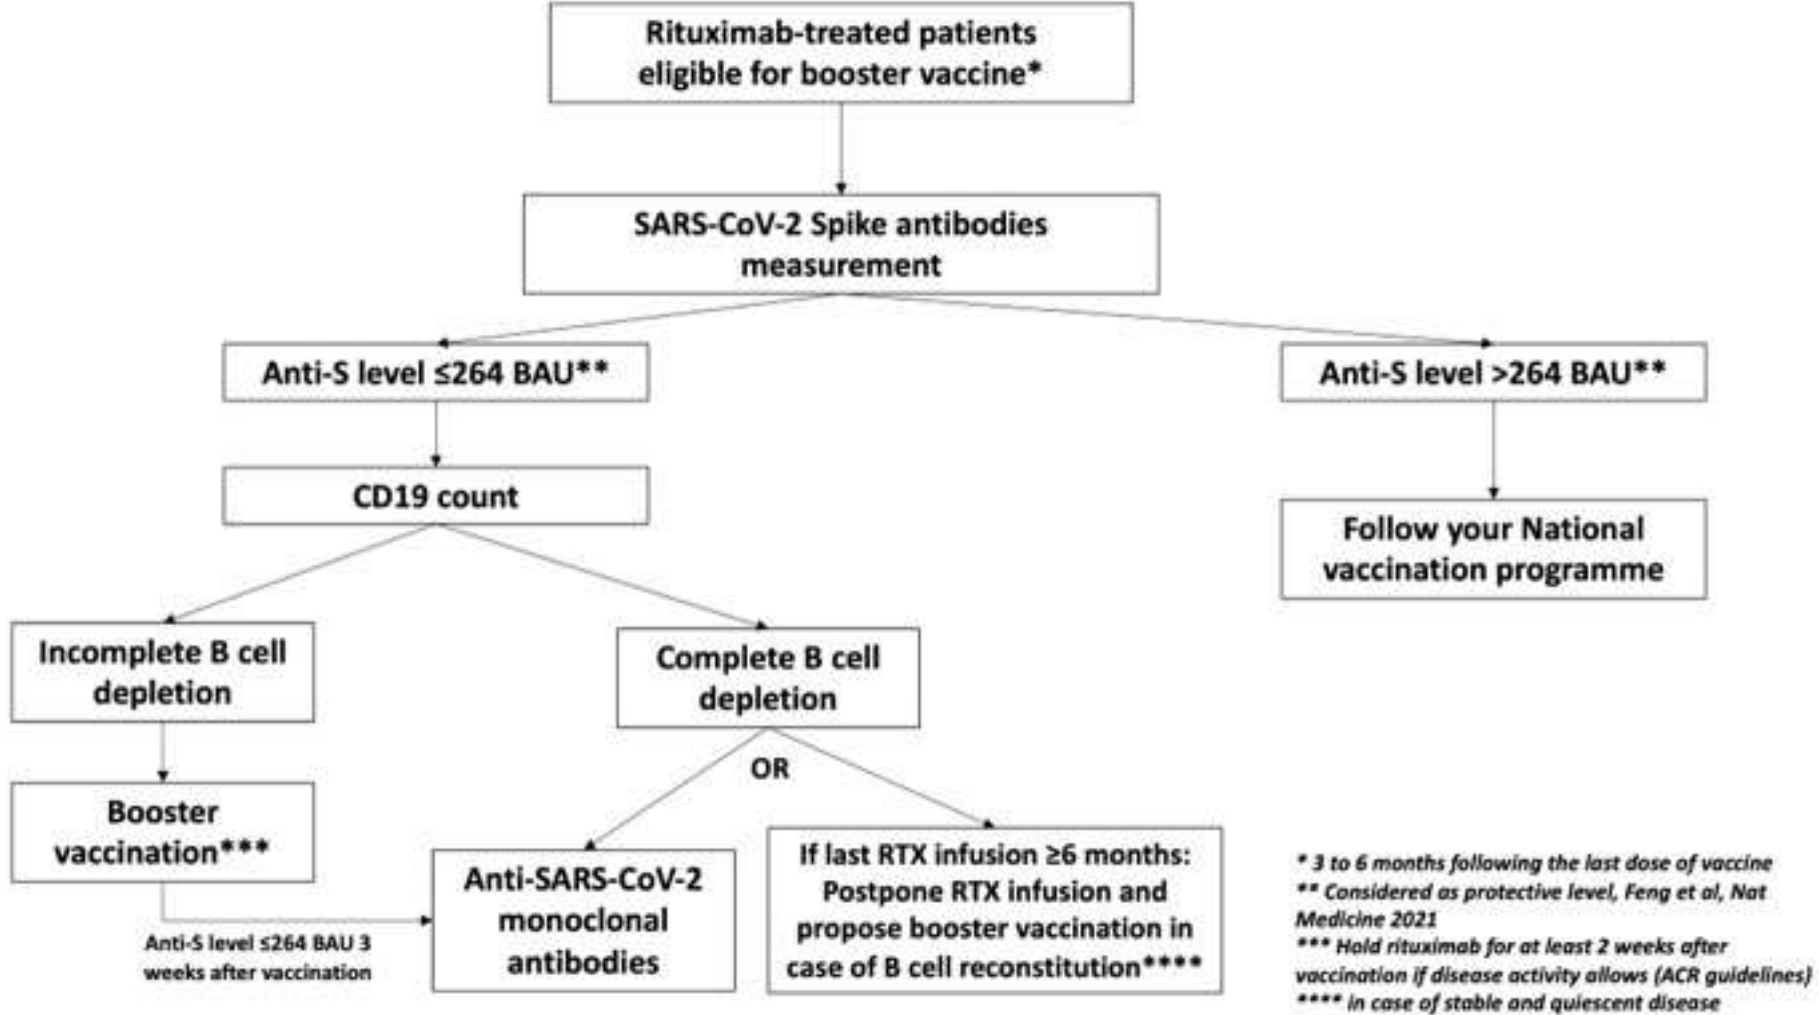 Rituximab-treated patients
eligible for booster vaccine*
SARS-CoV-2 Spike antibodies
measurement
Anti-S level ≤264 BAU**
Anti-S level >264 BAU**
CD19 count
Follow your National
vaccination programme
Incomplete B cell
depletion
Complete B cell
depletion
OR
Booster
vaccination***
Anti-S level ≤264 BAU 3
weeks after vaccination
Anti-SARS-CoV-2
monoclonal
antibodies
If last RTX infusion ≥6 months:
Postpone RTX infusion and
propose booster vaccination in
case of B cell reconstitution****
* 3 to 6 months following the last dose of vaccine
** Considered as protective level, Feng et al, Nat
Medicine 2021
*** Hold rituximab for at least 2 weeks after
vaccination if disease activity allows (ACR guidelines)
**** in case of stable and quiescent disease